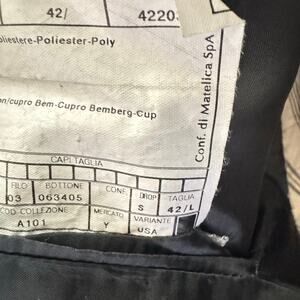 42/ 42203
oliestere-Poliester-Poly
on/cupro Bem-Cupro Bemberg-Cup
Conf. di Matelica SpA
CAPI TAGLIA
FILO BOTTONE CONF DROP TAGLIA
03 063405 S 42/L
COD COLLEZIONE MERCATO VARIANTE
A101 Y USA